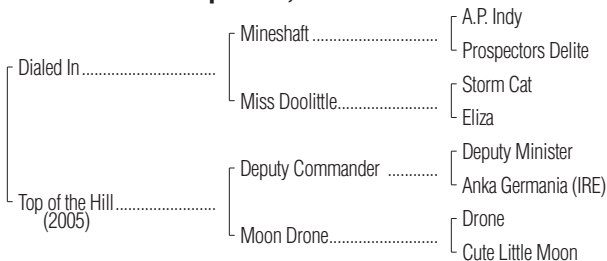 A.P. Indy
Mineshaft
Prospectors Delite
Dialed In
Storm Cat
Miss Doolittle
Eliza
Deputy Minister
Deputy Commander
Anka Germania (IRE)
Top of the Hill
(2005)
Drone
Moon Drone
Cute Little Moon